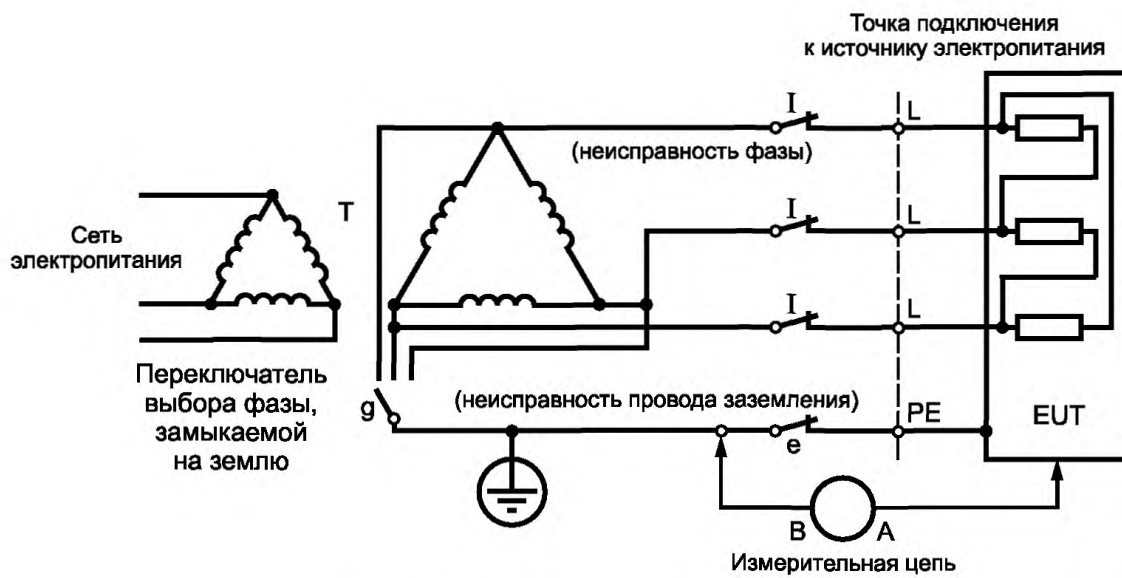 Точка подключения
к источнику электропитания
I
L
(неисправность фазы)
T
I
L
Сеть
электропитания
I
L
Переключатель
выбора фазы,
замыкаемой
на землю
g
(неисправность провода заземления)
PE
EUT
e
B
A
Измерительная цепь